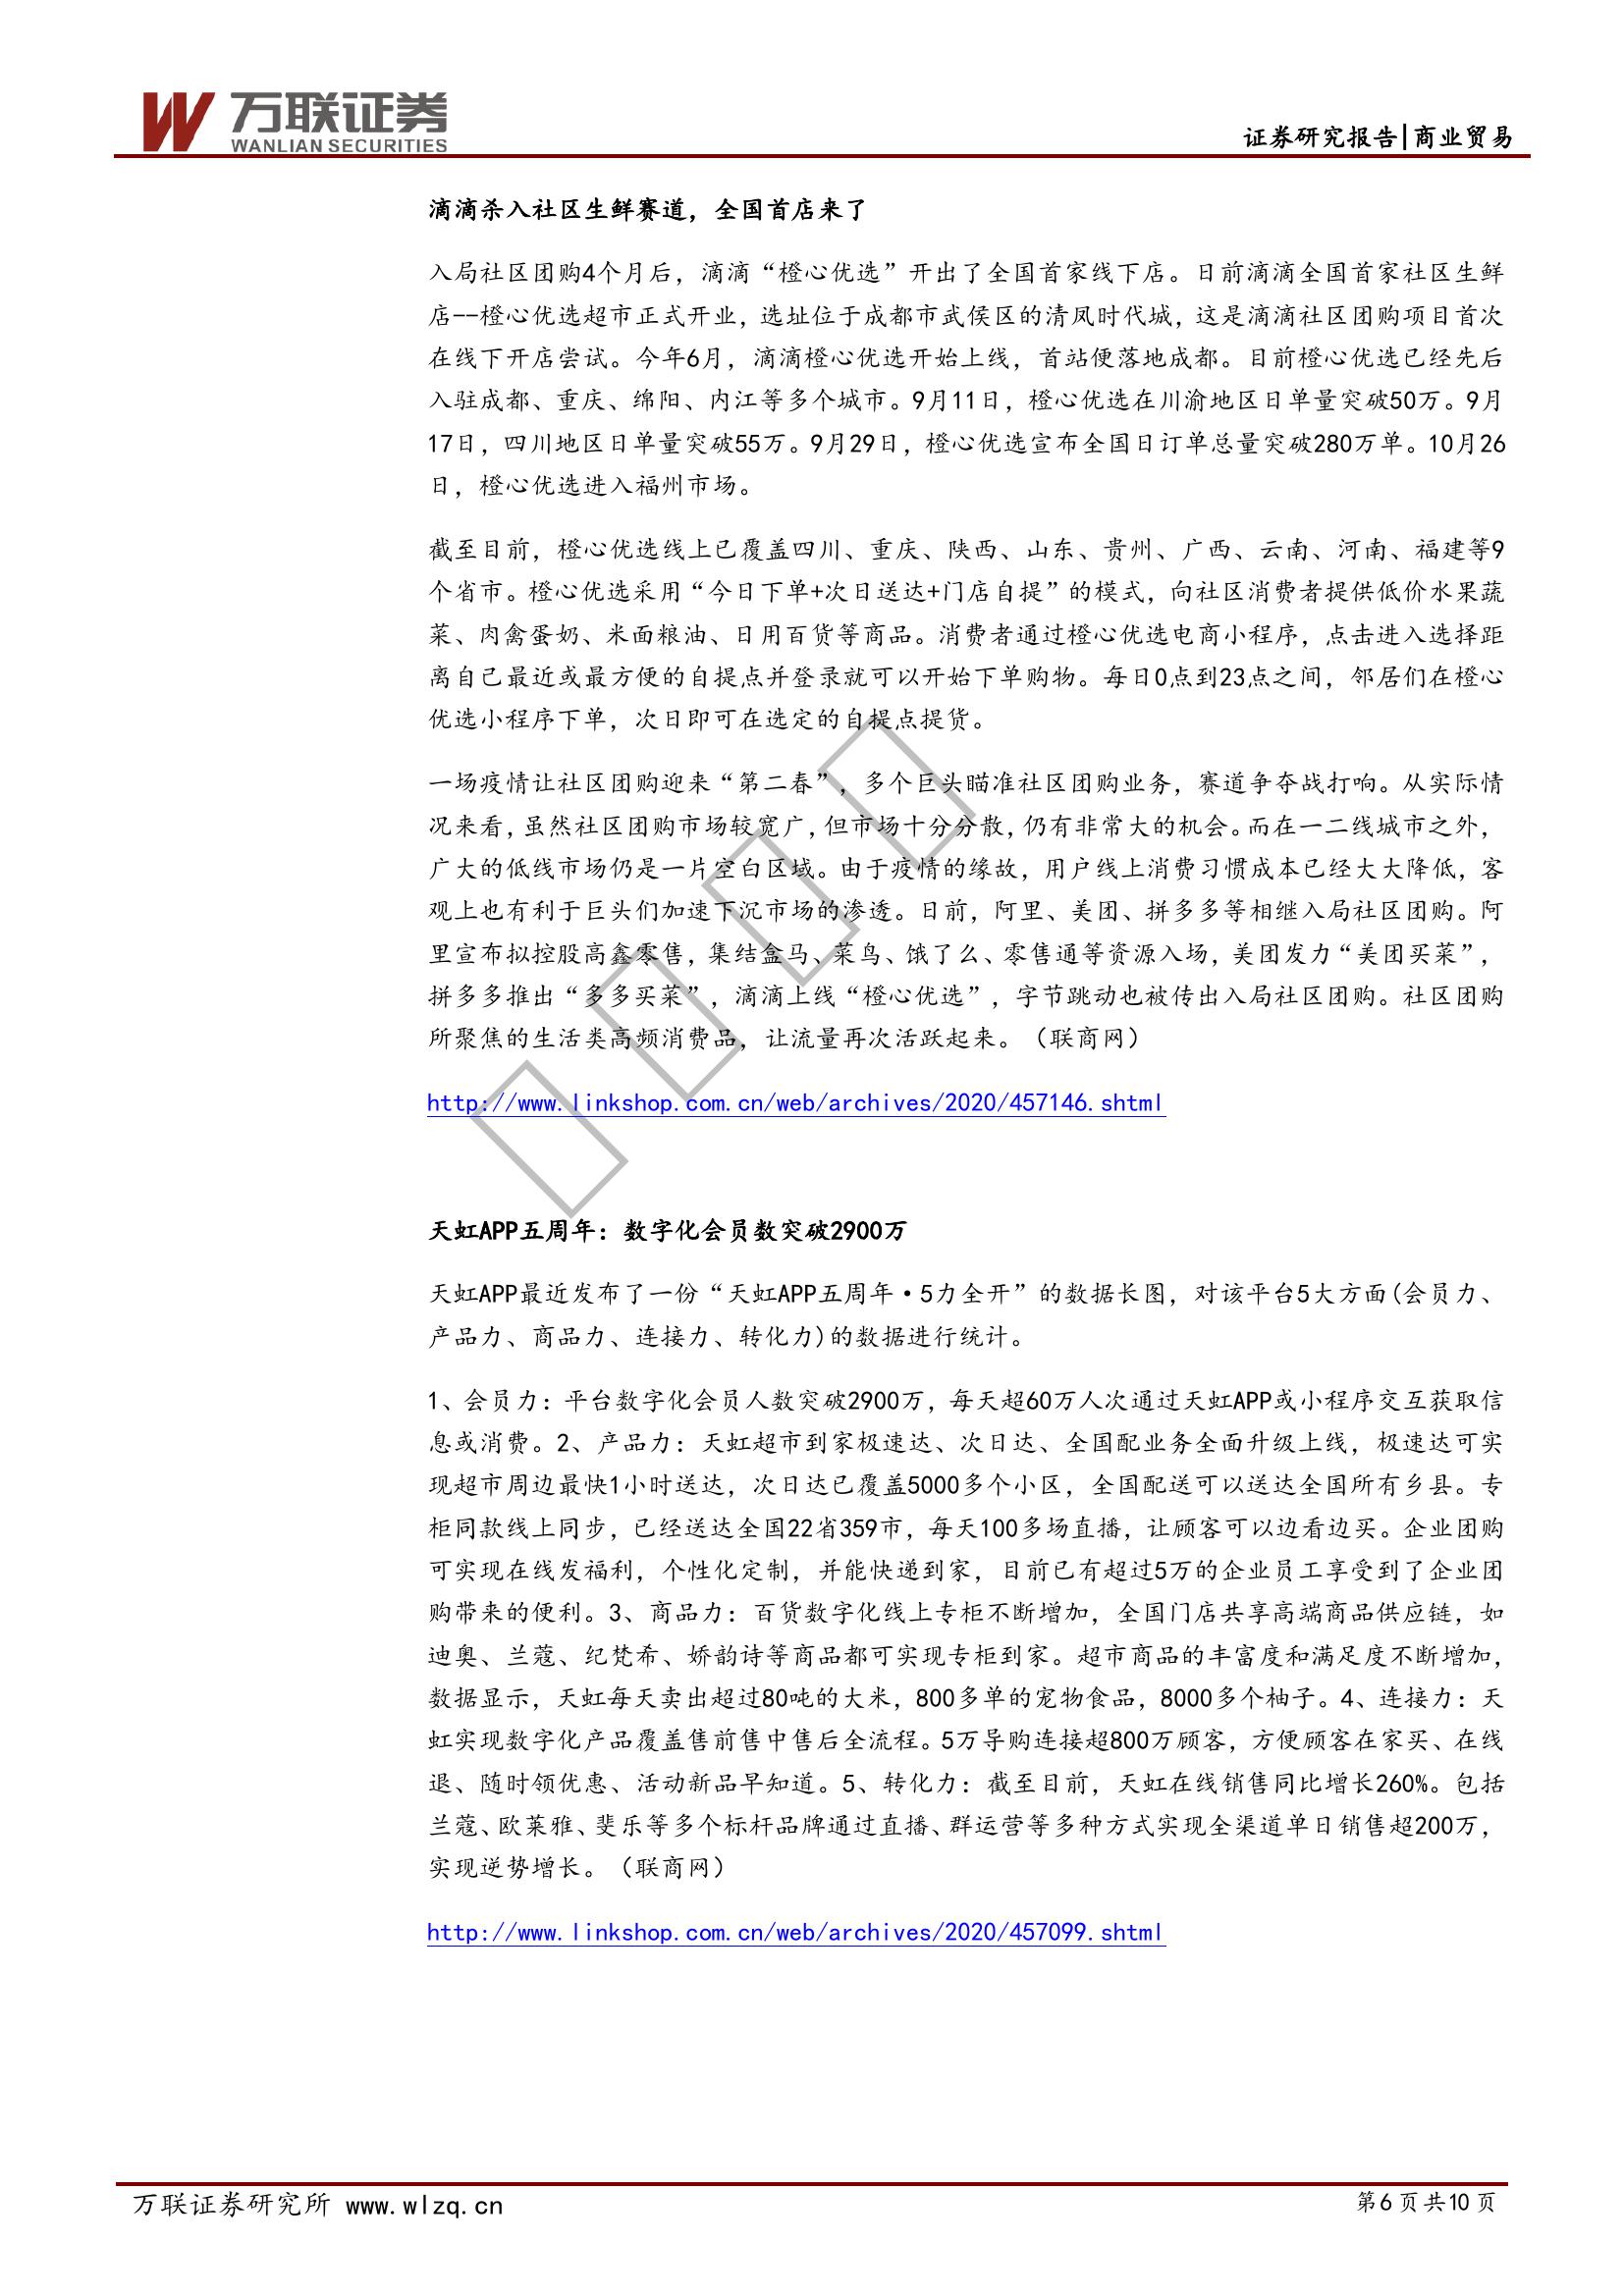 万联证券
WANLIAN SECURITIES
证券研究报告|商业贸易
滴滴杀入社区生鲜赛道，全国首店来了
入局社区团购4个月后，滴滴“橙心优选”开出了全国首家线下店。日前滴滴全国首家社区生鲜
店--橙心优选超市正式开业，选址位于成都市武侯区的清凤时代城，这是滴滴社区团购项目首次
在线下开店尝试。今年6月，滴滴橙心优选开始上线，首站便落地成都。目前橙心优选已经先后
入驻成都、重庆、绵阳、内江等多个城市。9月11日，橙心优选在川渝地区日单量突破50万。9月
17日，四川地区日单量突破55万。9月29日，橙心优选宣布全国日订单总量突破280万单。10月26
日，橙心优选进入福州市场。
截至目前，橙心优选线上已覆盖四川、重庆、陕西、山东、贵州、广西、云南、河南、福建等9
个省市。橙心优选采用“今日下单+次日送达+门店自提”的模式，向社区消费者提供低价水果蔬
菜、肉禽蛋奶、米面粮油、日用百货等商品。消费者通过橙心优选电商小程序，点击进入选择距
离自己最近或最方便的自提点并登录就可以开始下单购物。每日0点到23点之间，邻居们在橙心
优选小程序下单，次日即可在选定的自提点提货。
一场疫情让社区团购迎来“第二春”，多个巨头瞄准社区团购业务，赛道争夺战打响。从实际情
况来看，虽然社区团购市场较宽广，但市场十分分散，仍有非常大的机会。而在一二线城市之外，
广大的低线市场仍是一片空白区域。由于疫情的缘故，用户线上消费习惯成本已经大大降低，客
观上也有利于巨头们加速下沉市场的渗透。日前，阿里、美团、拼多多等相继入局社区团购。阿
里宣布拟控股高鑫零售，集结盒马、菜鸟、饿了么、零售通等资源入场，美团发力“美团买菜”，
拼多多推出“多多买菜”，滴滴上线“橙心优选”，字节跳动也被传出入局社区团购。社区团购
所聚焦的生活类高频消费品，让流量再次活跃起来。（联商网）
http://www.linkshop.com.cn/web/archives/2020/457146.shtml
天虹APP五周年：数字化会员数突破2900万
天虹APP最近发布了一份“天虹APP五周年·5力全开”的数据长图，对该平台5大方面(会员力、
产品力、商品力、连接力、转化力)的数据进行统计。
1、会员力：平台数字化会员人数突破2900万，每天超60万人次通过天虹APP或小程序交互获取信
息或消费。2、产品力：天虹超市到家极速达、次日达、全国配业务全面升级上线，极速达可实
现超市周边最快1小时送达，次日达已覆盖5000多个小区，全国配送可以送达全国所有乡县。专
柜同款线上同步，已经送达全国22省359市，每天100多场直播，让顾客可以边看边买。企业团购
可实现在线发福利，个性化定制，并能快递到家，目前已有超过5万的企业员工享受到了企业团
购带来的便利。3、商品力：百货数字化线上专柜不断增加，全国门店共享高端商品供应链，如
迪奥、兰蔻、纪梵希、娇韵诗等商品都可实现专柜到家。超市商品的丰富度和满足度不断增加，
数据显示，天虹每天卖出超过80吨的大米，800多单的宠物食品，8000多个柚子。4、连接力：天
虹实现数字化产品覆盖售前售中售后全流程。5万导购连接超800万顾客，方便顾客在家买、在线
退、随时领优惠、活动新品早知道。5、转化力：截至目前，天虹在线销售同比增长260%。包括
兰蔻、欧莱雅、斐乐等多个标杆品牌通过直播、群运营等多种方式实现全渠道单日销售超200万，
实现逆势增长。（联商网）
http://www.linkshop.com.cn/web/archives/2020/457099.shtml
万联证券研究所 www.wlzq.cn
第6页共10页